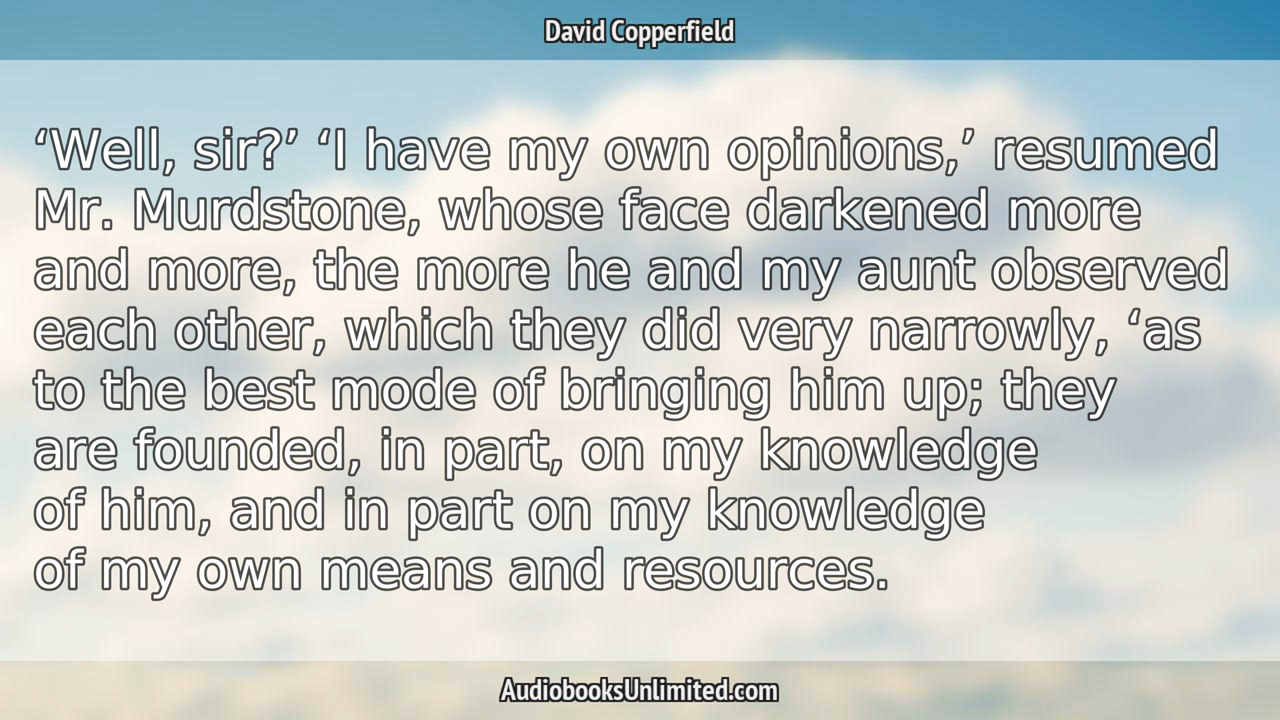 David Copperfield
‘Well, sir?’ ‘I have my own opinions,’ resumed
Mr. Murdstone, whose face darkened more
and more, the more he and my aunt observed
each other, which they did very narrowly, ‘as
to the best mode of bringing him up; they
are founded, in part, on my knowledge
of him, and in part on my knowledge
of my own means and resources.
AudiobooksUnlimited.com